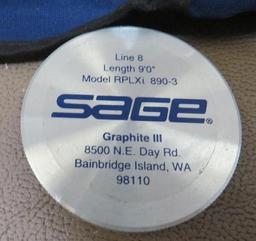 Line 8
Length 9'0"
Model RPLXi 890-3
SAGE®
Graphite III
8500 N.E. Day Rd.
Bainbridge Island, WA
98110